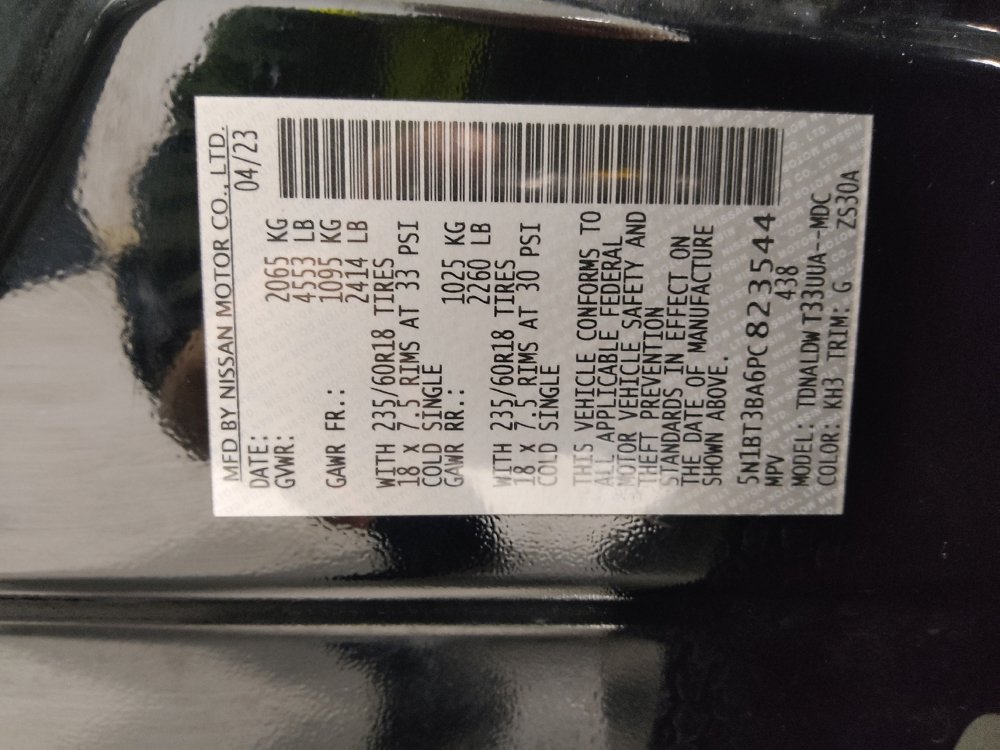 MFD BY NISSAN MOTOR CO., LTD.
DATE: 04/23
GVWR: 2065 KG
4553 LB
GAWR FR.: 1095 KG
2414 LB
WITH 235/60R18 TIRES
18 X 7.5 RIMS AT 33 PSI
COLD SINGLE
GAWR RR.: 1025 KG
2260 LB
WITH 235/60R18 TIRES
18 X 7.5 RIMS AT 30 PSI
COLD SINGLE
THIS VEHICLE CONFORMS TO
ALL APPLICABLE FEDERAL
MOTOR VEHICLE SAFETY AND
THEFT PREVENTION
STANDARDS IN EFFECT ON
THE DATE OF MANUFACTURE
SHOWN ABOVE.
5N1BT3BA6PC823544
MPV 438
MODEL: TDNALDWT33UUA--MDC
COLOR: KH3 TRIM: G ZS30A